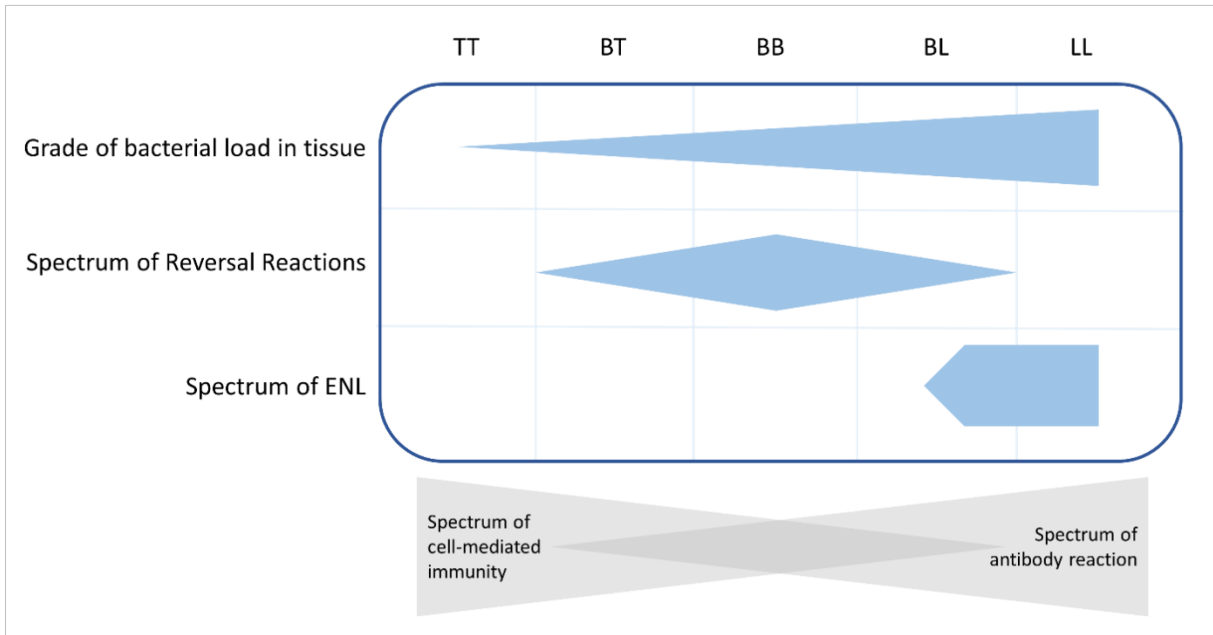 TT BT BB BL LL
Grade of bacterial load in tissue
Spectrum of Reversal Reactions
Spectrum of ENL
Spectrum of
cell-mediated
immunity
Spectrum of
antibody reaction